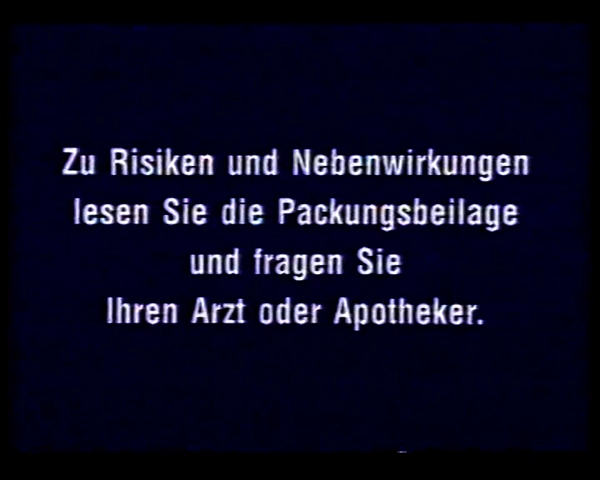 Zu Risiken und Nebenwirkungen
lesen Sie die Packungsbeilage
und fragen Sie
Ihren Arzt oder Apotheker.